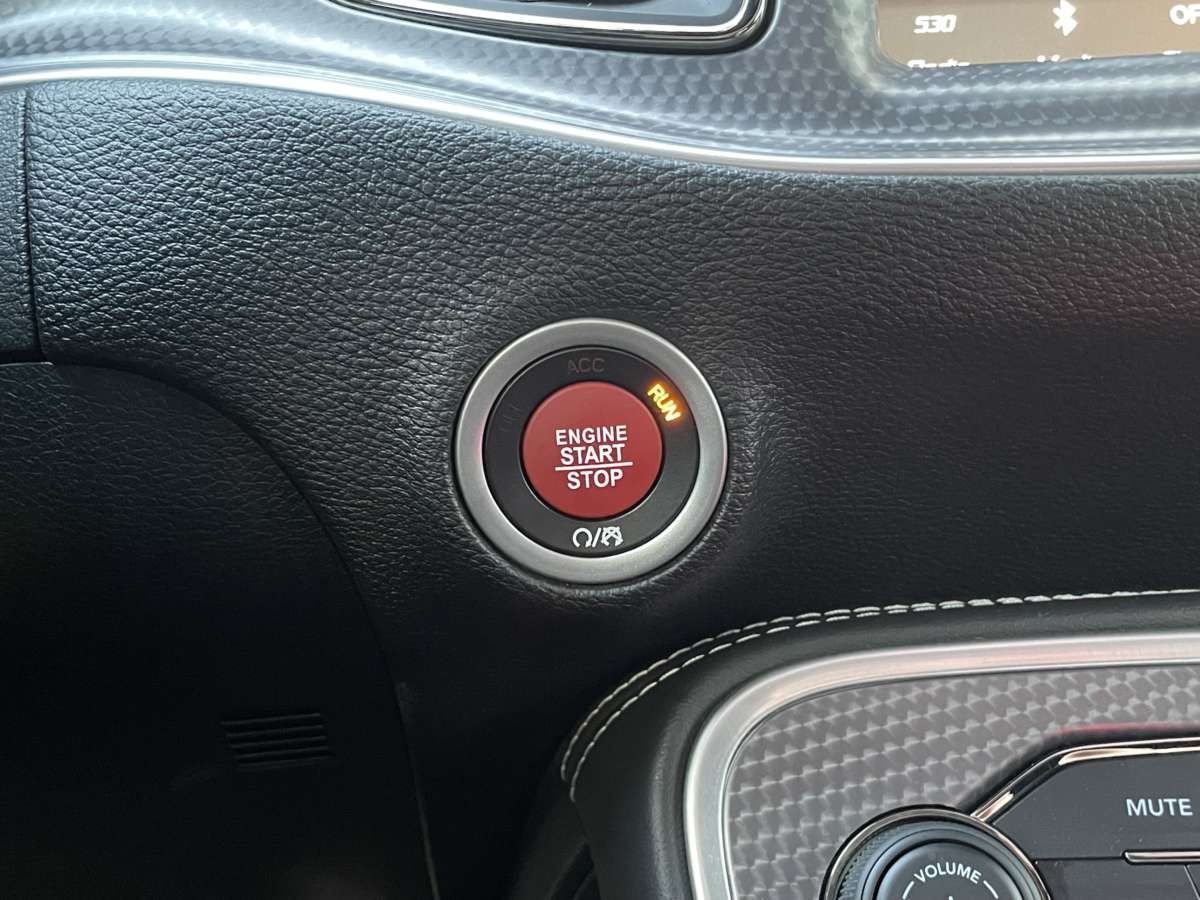 530
OF
ACC
RUN
ENGINE
START
STOP
MUTE
VOLUME